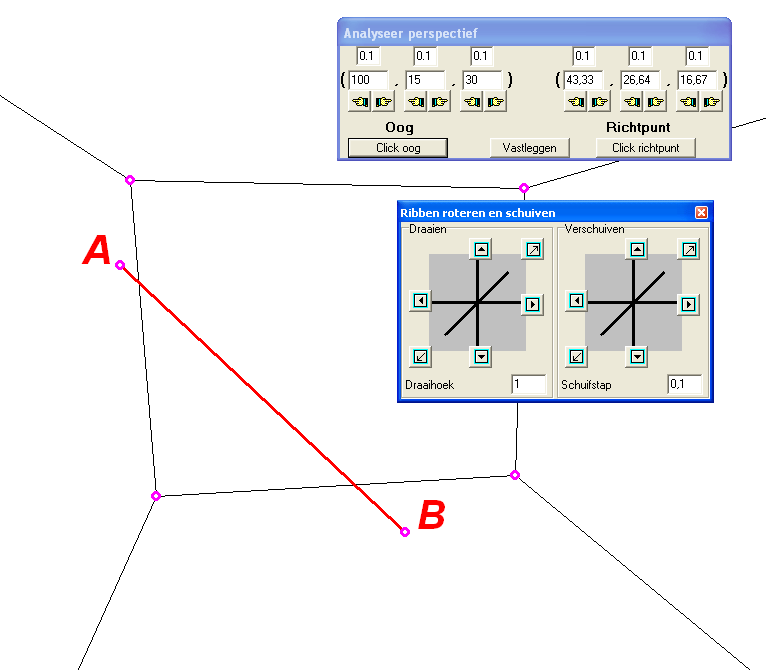 Analyseer perspectief
0.1 0.1 0.1 0.1 0.1 0.1
( 100 , 15 , 30 ) ( 43,33 , 26,64 , 16,67 )
Oog Richtpunt
Click oog Vastleggen Click richtpunt
A
Ribben roteren en schuiven
Draaien Verschuiven
Draaihoek 1 Schuifstap 0,1
B